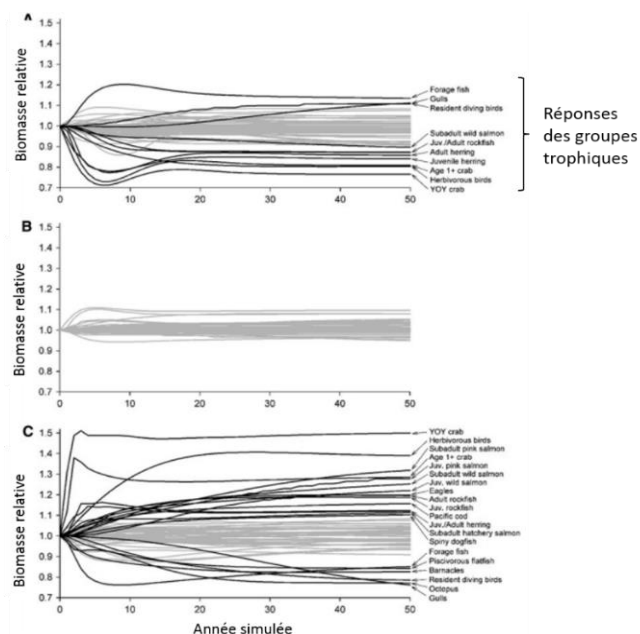 A
Biomasse relative
1.5
1.4
1.3
1.2
1.1
1.0
0.9
0.8
0.7
0
10
20
30
40
50
Forage fish
Gulls
Resident diving birds
Subadult wild salmon
Juv./Adult rockfish
Adult herring
Juvenile herring
Age 1+ crab
Herbivorous birds
YOY crab
Réponses
des groupes
trophiques
B
Biomasse relative
1.5
1.4
1.3
1.2
1.1
1.0
0.9
0.8
0.7
0
10
20
30
40
50
C
Biomasse relative
1.5
1.4
1.3
1.2
1.1
1.0
0.9
0.8
0.7
0
10
20
30
40
50
YOY crab
Herbivorous birds
Subadult pink salmon
Age 1+ crab
Juv. pink salmon
Subadult wild salmon
Juv. wild salmon
Eagles
Adult rockfish
Juv. rockfish
Pacific cod
Juv./Adult herring
Subadult hatchery salmon
Spiny dogfish
Forage fish
Piscivorous flatfish
Barnacles
Resident diving birds
Octopus
Gulls
Année simulée